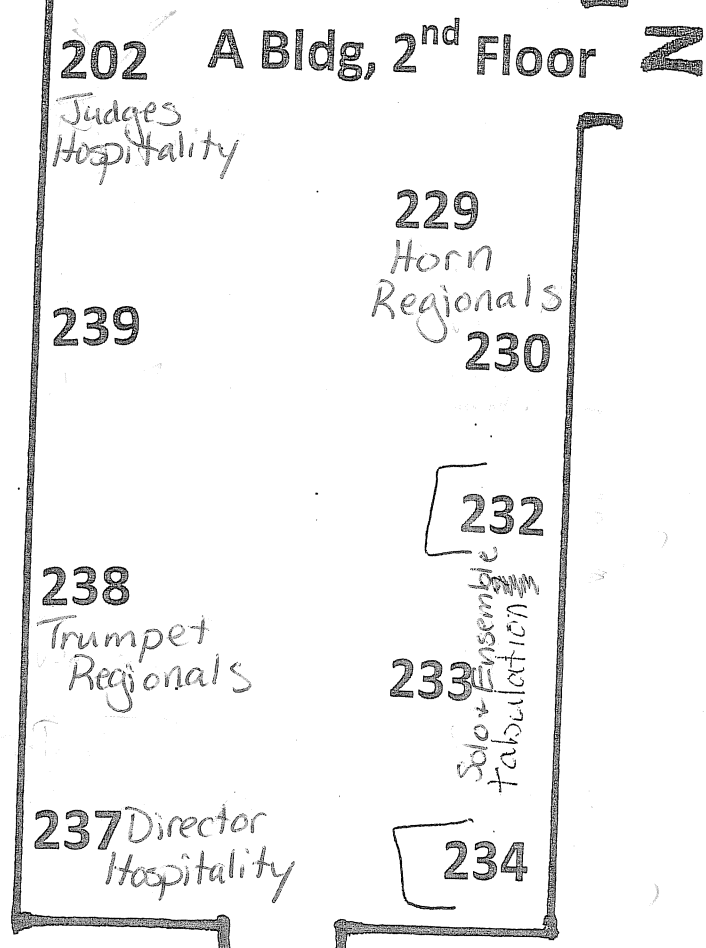 A Bldg, 2nd Floor
N
202
Judges
Hospitality
229
Horn
Regionals
239
230
232
238
Trumpet
Regionals
233
Solo + Ensemble
Tabulation
237 Director
Hospitality
234